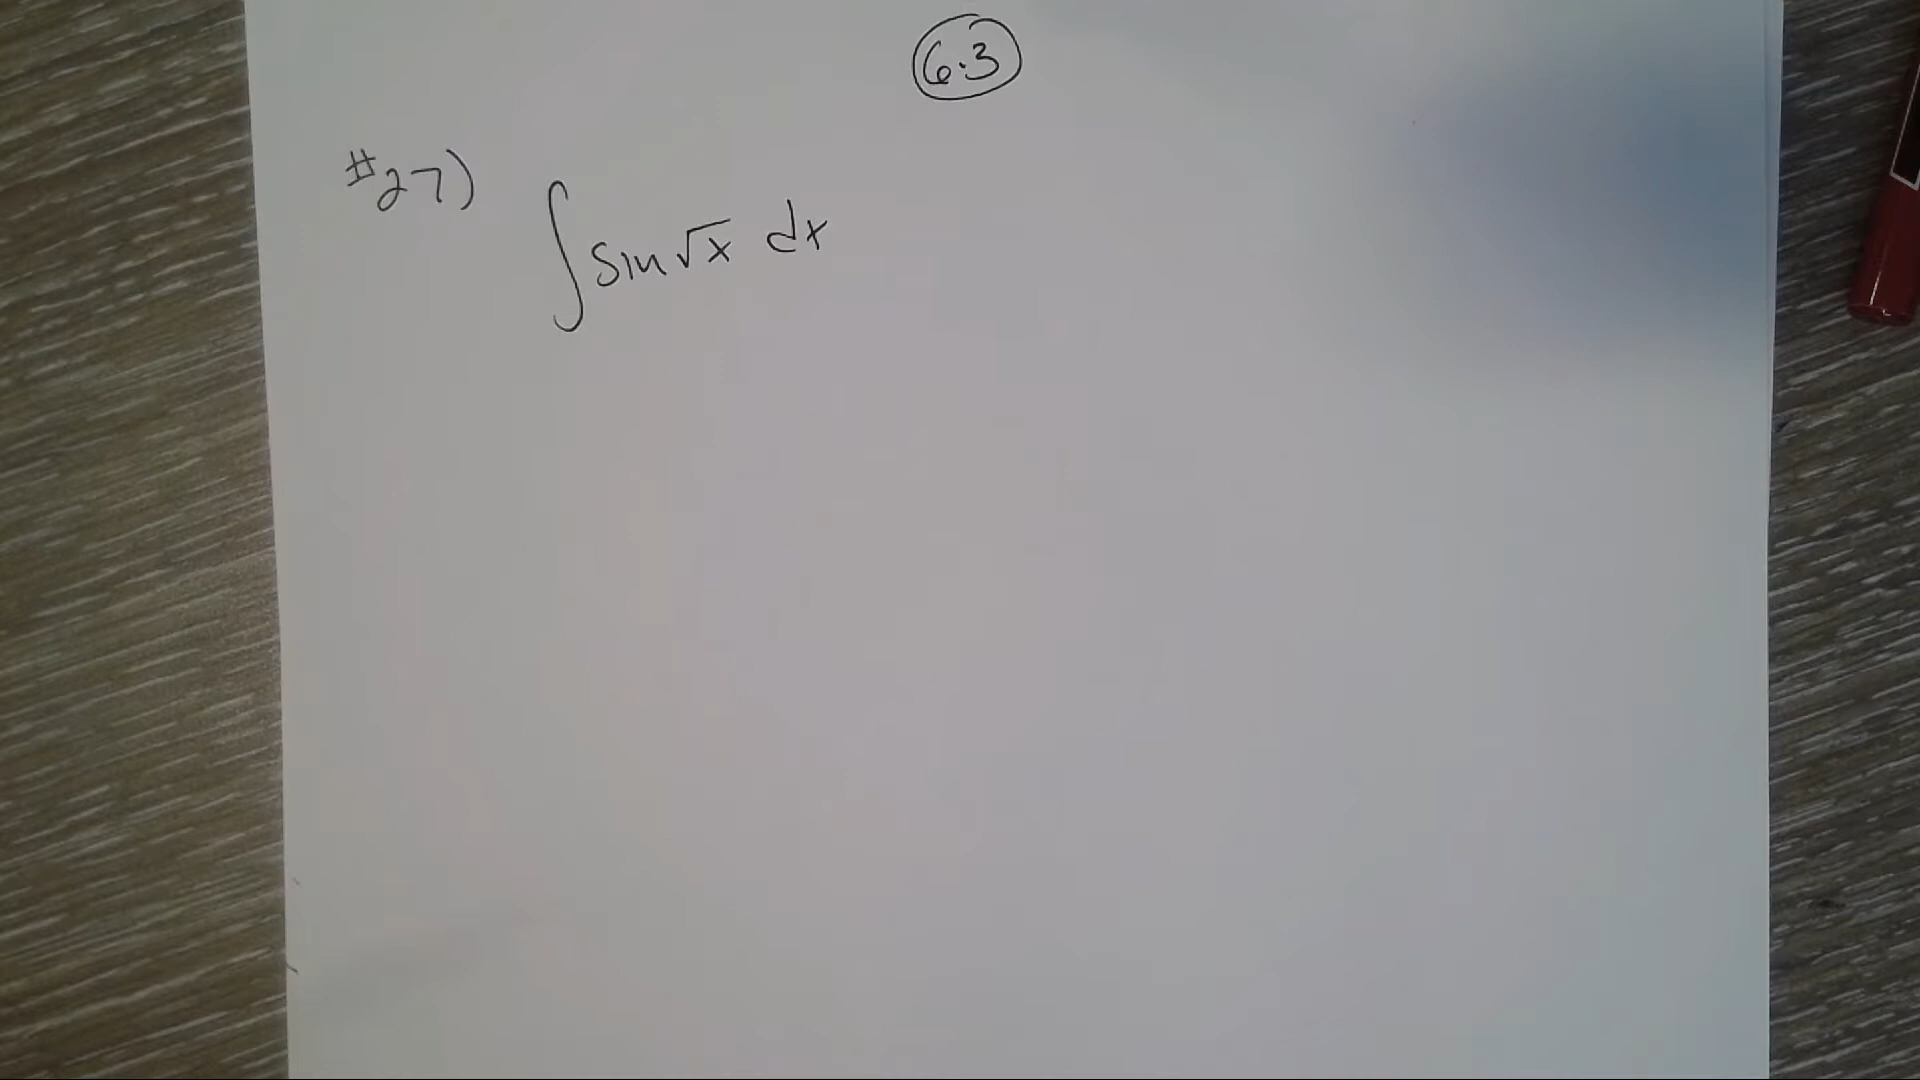 6.3
#27)
∫ sin √x dx